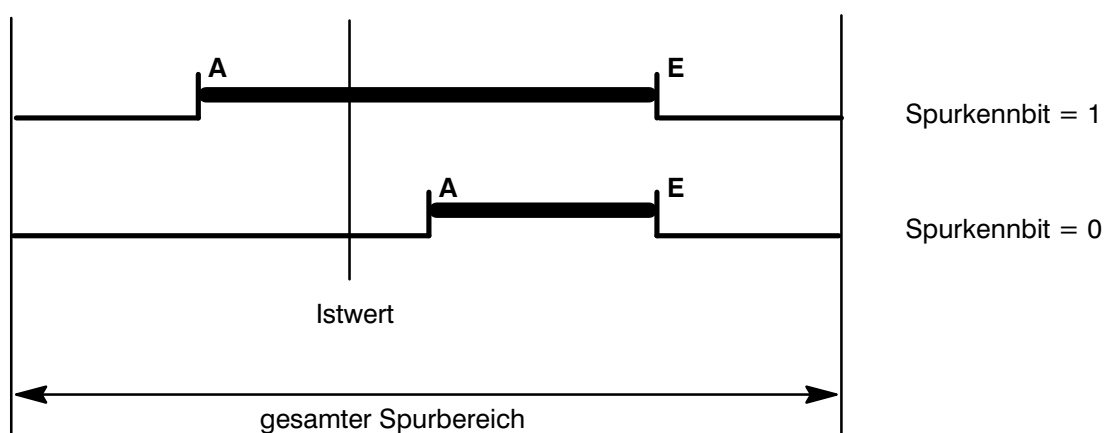 A E
Spurkennbit = 1
A E
Spurkennbit = 0
Istwert
gesamter Spurbereich